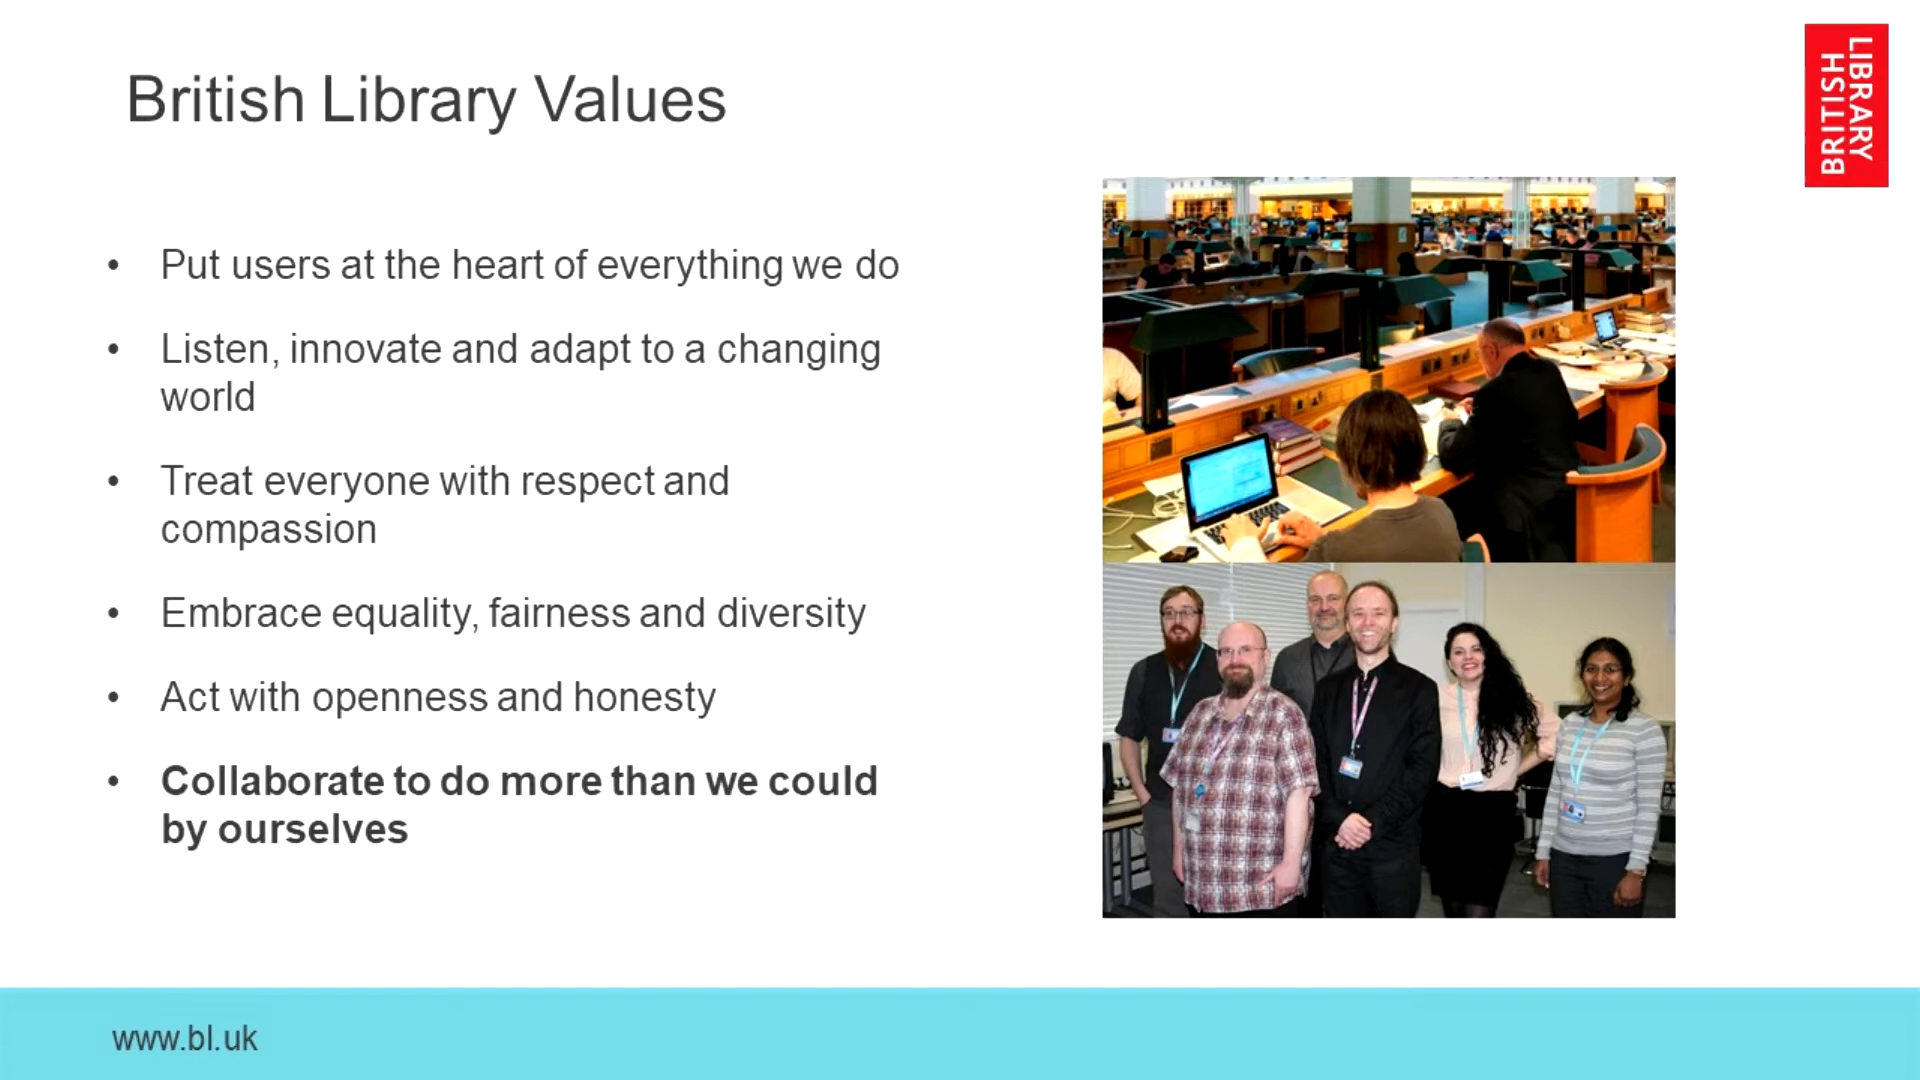 British Library Values
LIBRARY
BRITISH
• Put users at the heart of everything we do
• Listen, innovate and adapt to a changing
world
• Treat everyone with respect and
compassion
• Embrace equality, fairness and diversity
• Act with openness and honesty
• Collaborate to do more than we could
by ourselves
www.bl.uk